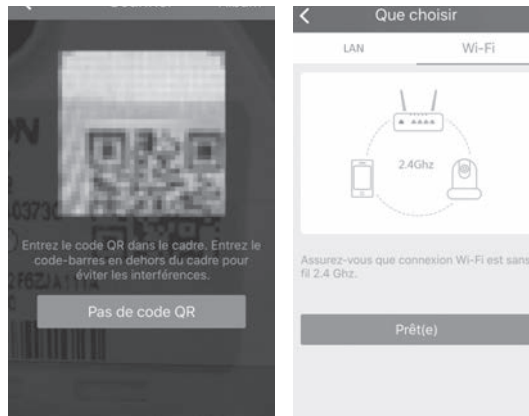 Entrez le code QR dans le cadre. Entrez le
code-barres en dehors du cadre pour
éviter les interférences.
Pas de code QR
Que choisir
LAN
Wi-Fi
2.4Ghz
Assurez-vous que connexion Wi-Fi est sans
fil 2.4 Ghz.
Prêt(e)